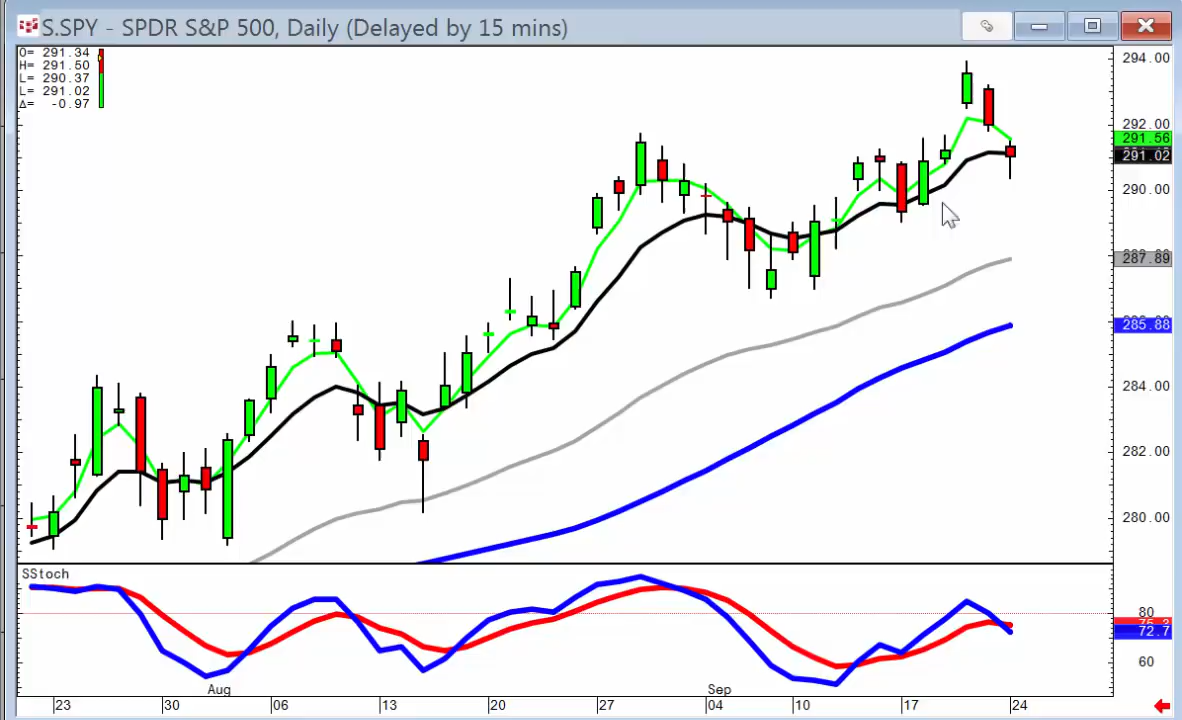 S.SPY - SPDR S&P 500, Daily (Delayed by 15 mins)
O= 291.34
H= 291.50
L= 290.37
L= 291.02
Δ= -0.97
294.00
292.00
291.56
291.02
290.00
287.89
285.88
284.00
282.00
280.00
SStoch
80
72.7
60
Aug
Sep
23
30
06
13
20
27
04
10
17
24